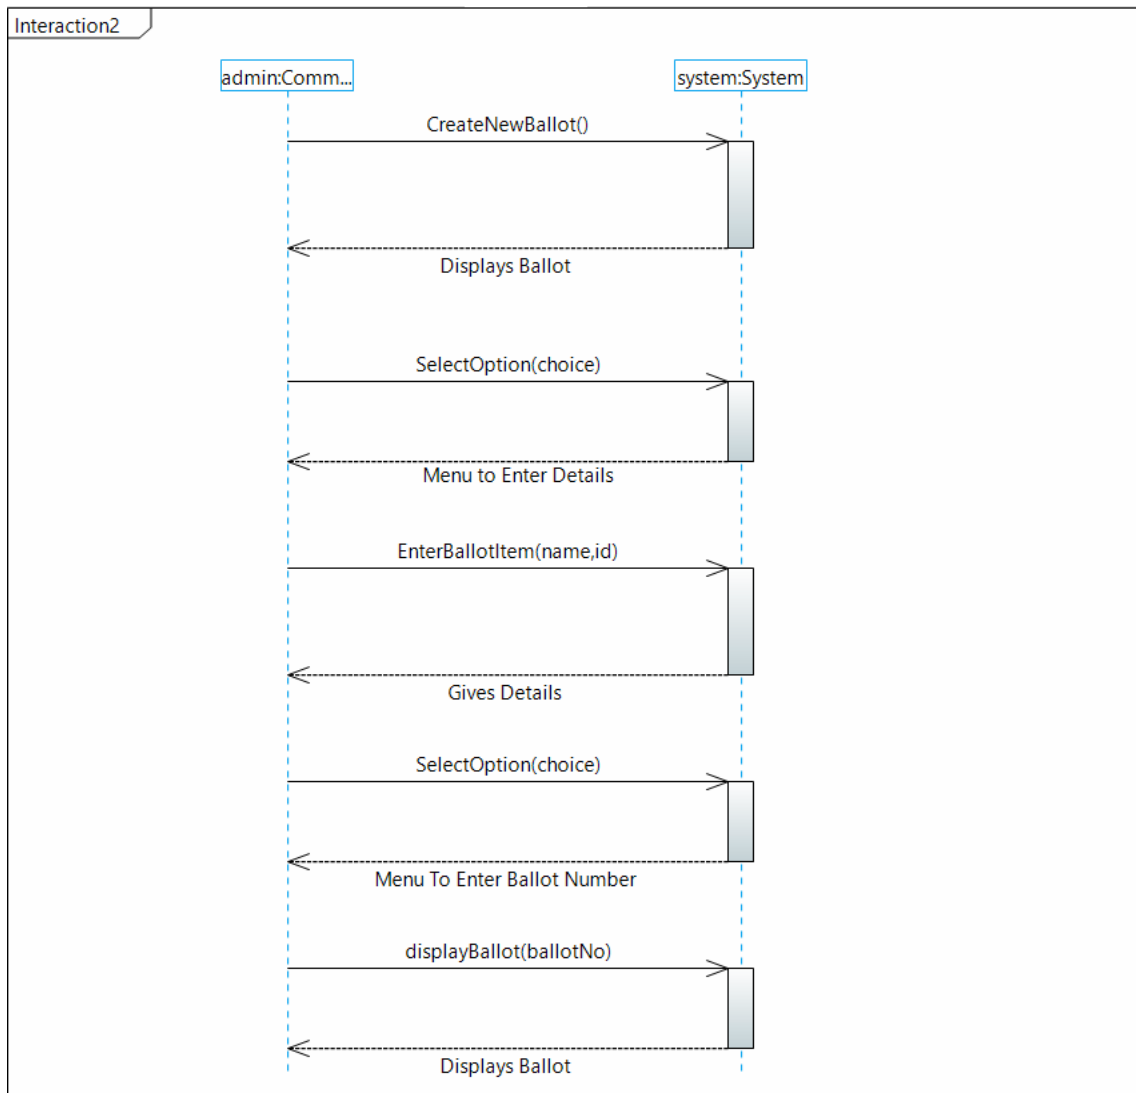 Interaction2
admin:Comm...
system:System
CreateNewBallot()
Displays Ballot
SelectOption(choice)
Menu to Enter Details
EnterBallotItem(name,id)
Gives Details
SelectOption(choice)
Menu To Enter Ballot Number
displayBallot(ballotNo)
Displays Ballot